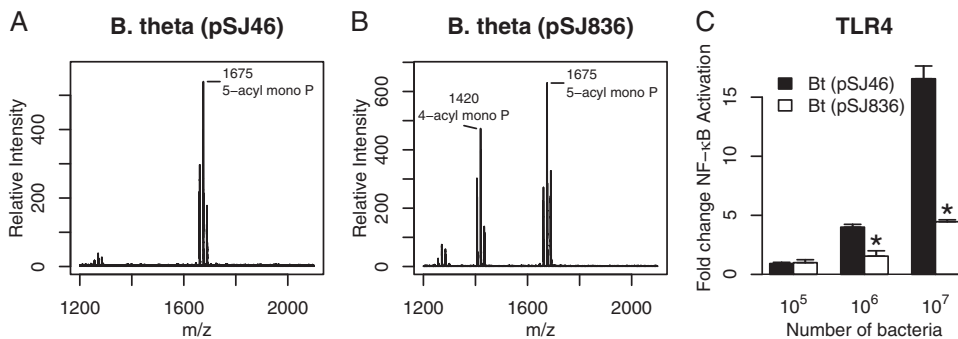 A
B. theta (pSJ46)
Relative Intensity
0
200
400
1200
1600
2000
m/z
1675
5−acyl mono P
B
B. theta (pSJ836)
Relative Intensity
0
200
400
600
1200
1600
2000
m/z
1420
4−acyl mono P
1675
5−acyl mono P
C
TLR4
Fold change NF−κB Activation
0
5
10
15
Bt (pSJ46)
Bt (pSJ836)
*
*
10⁵
10⁶
10⁷
Number of bacteria